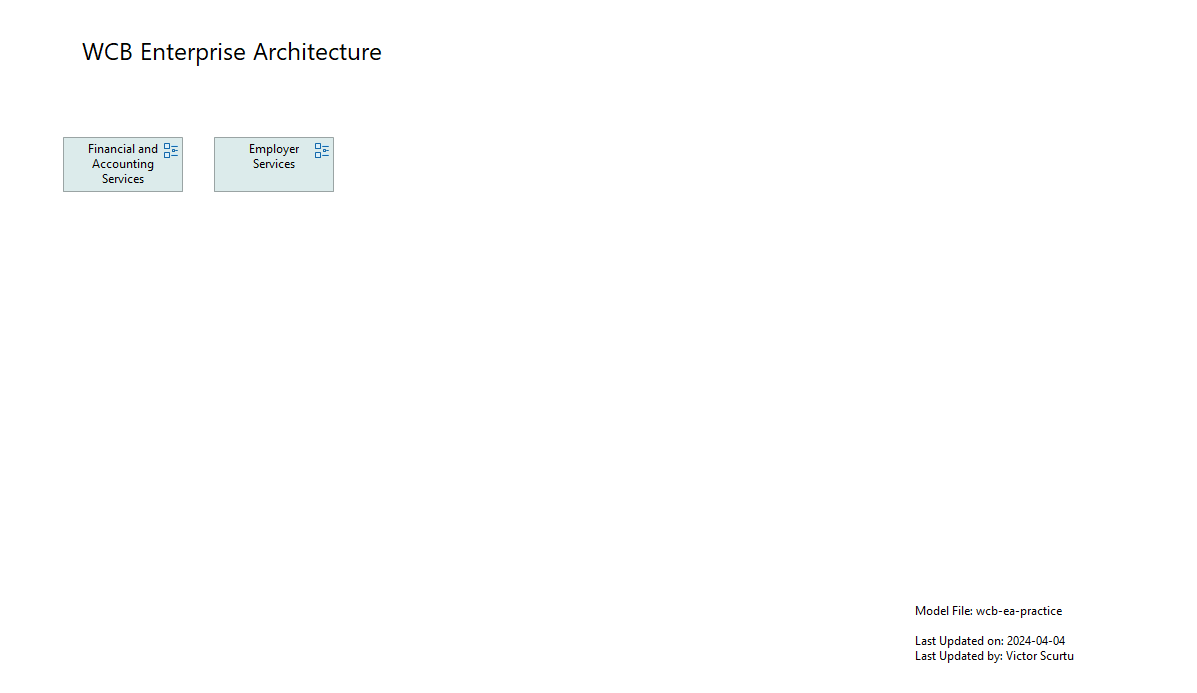 WCB Enterprise Architecture
Financial and
Accounting
Services
Employer
Services
Model File: wcb-ea-practice
Last Updated on: 2024-04-04
Last Updated by: Victor Scurtu